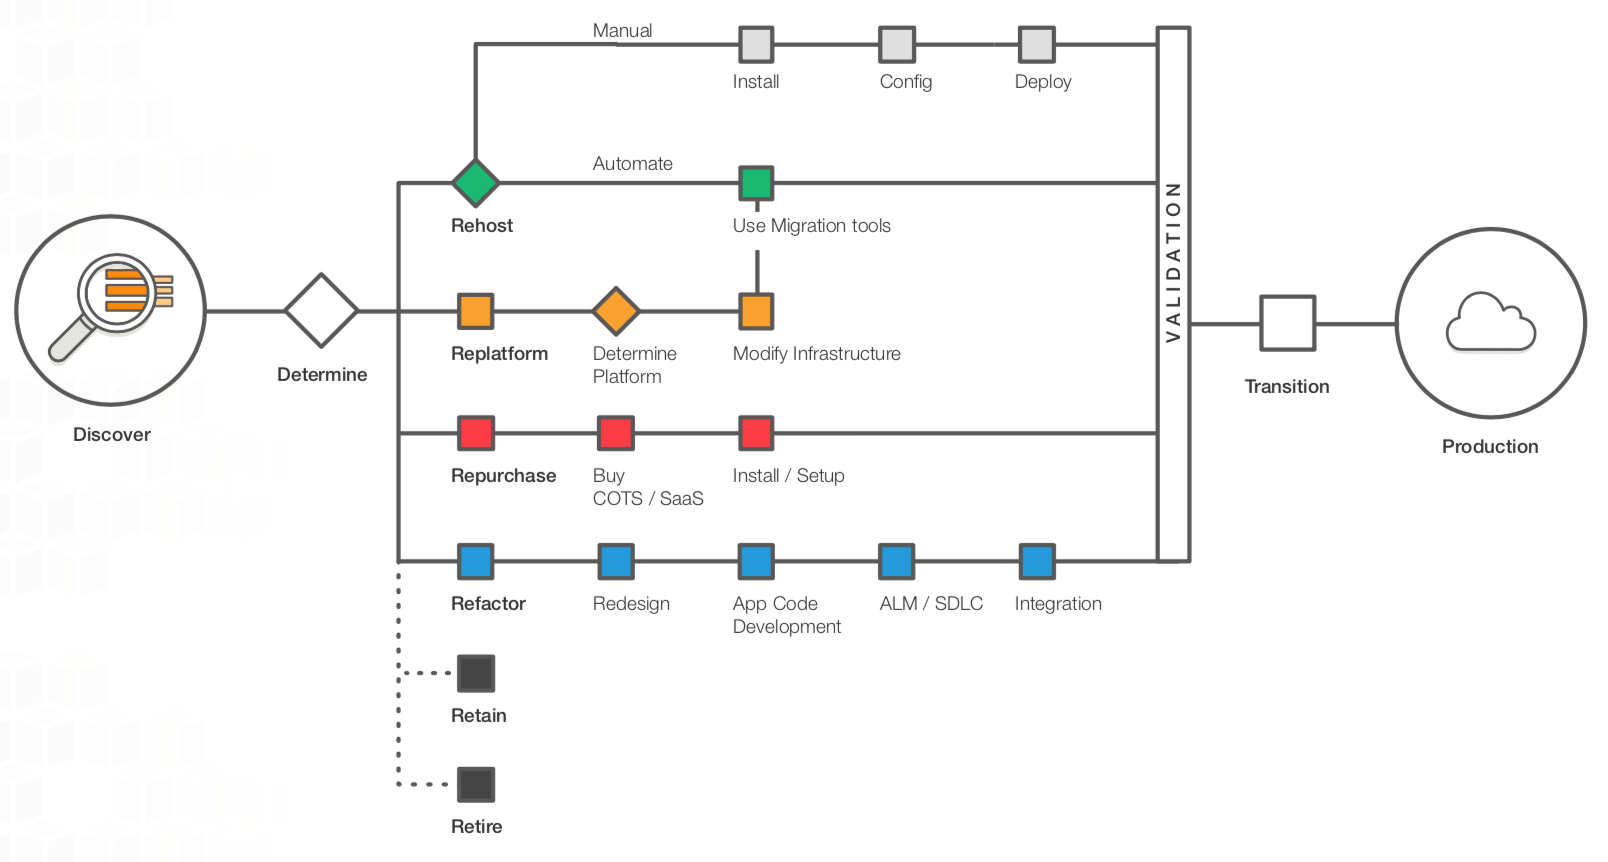 Manual
Install
Config
Deploy
Automate
Rehost
Use Migration tools
VALIDATION
Replatform
Determine
Platform
Modify Infrastructure
Determine
Discover
Transition
Production
Repurchase
Buy
COTS / SaaS
Install / Setup
Refactor
Redesign
App Code
Development
ALM / SDLC
Integration
Retain
Retire